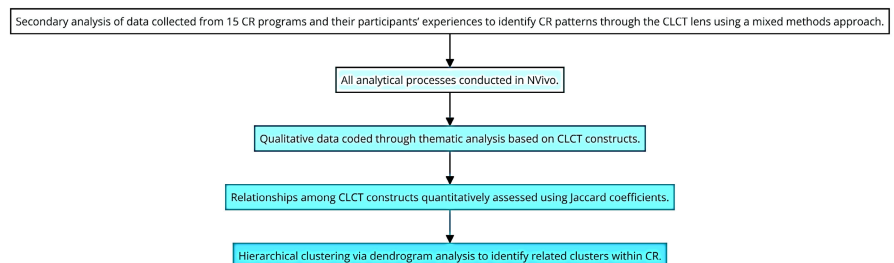 Secondary analysis of data collected from 15 CR programs and their participants' experiences to identify CR patterns through the CLCT lens using a mixed methods approach.
All analytical processes conducted in NVivo.
Qualitative data coded through thematic analysis based on CLCT constructs.
Relationships among CLCT constructs quantitatively assessed using Jaccard coefficients.
Hierarchical clustering via dendrogram analysis to identify related clusters within CR.